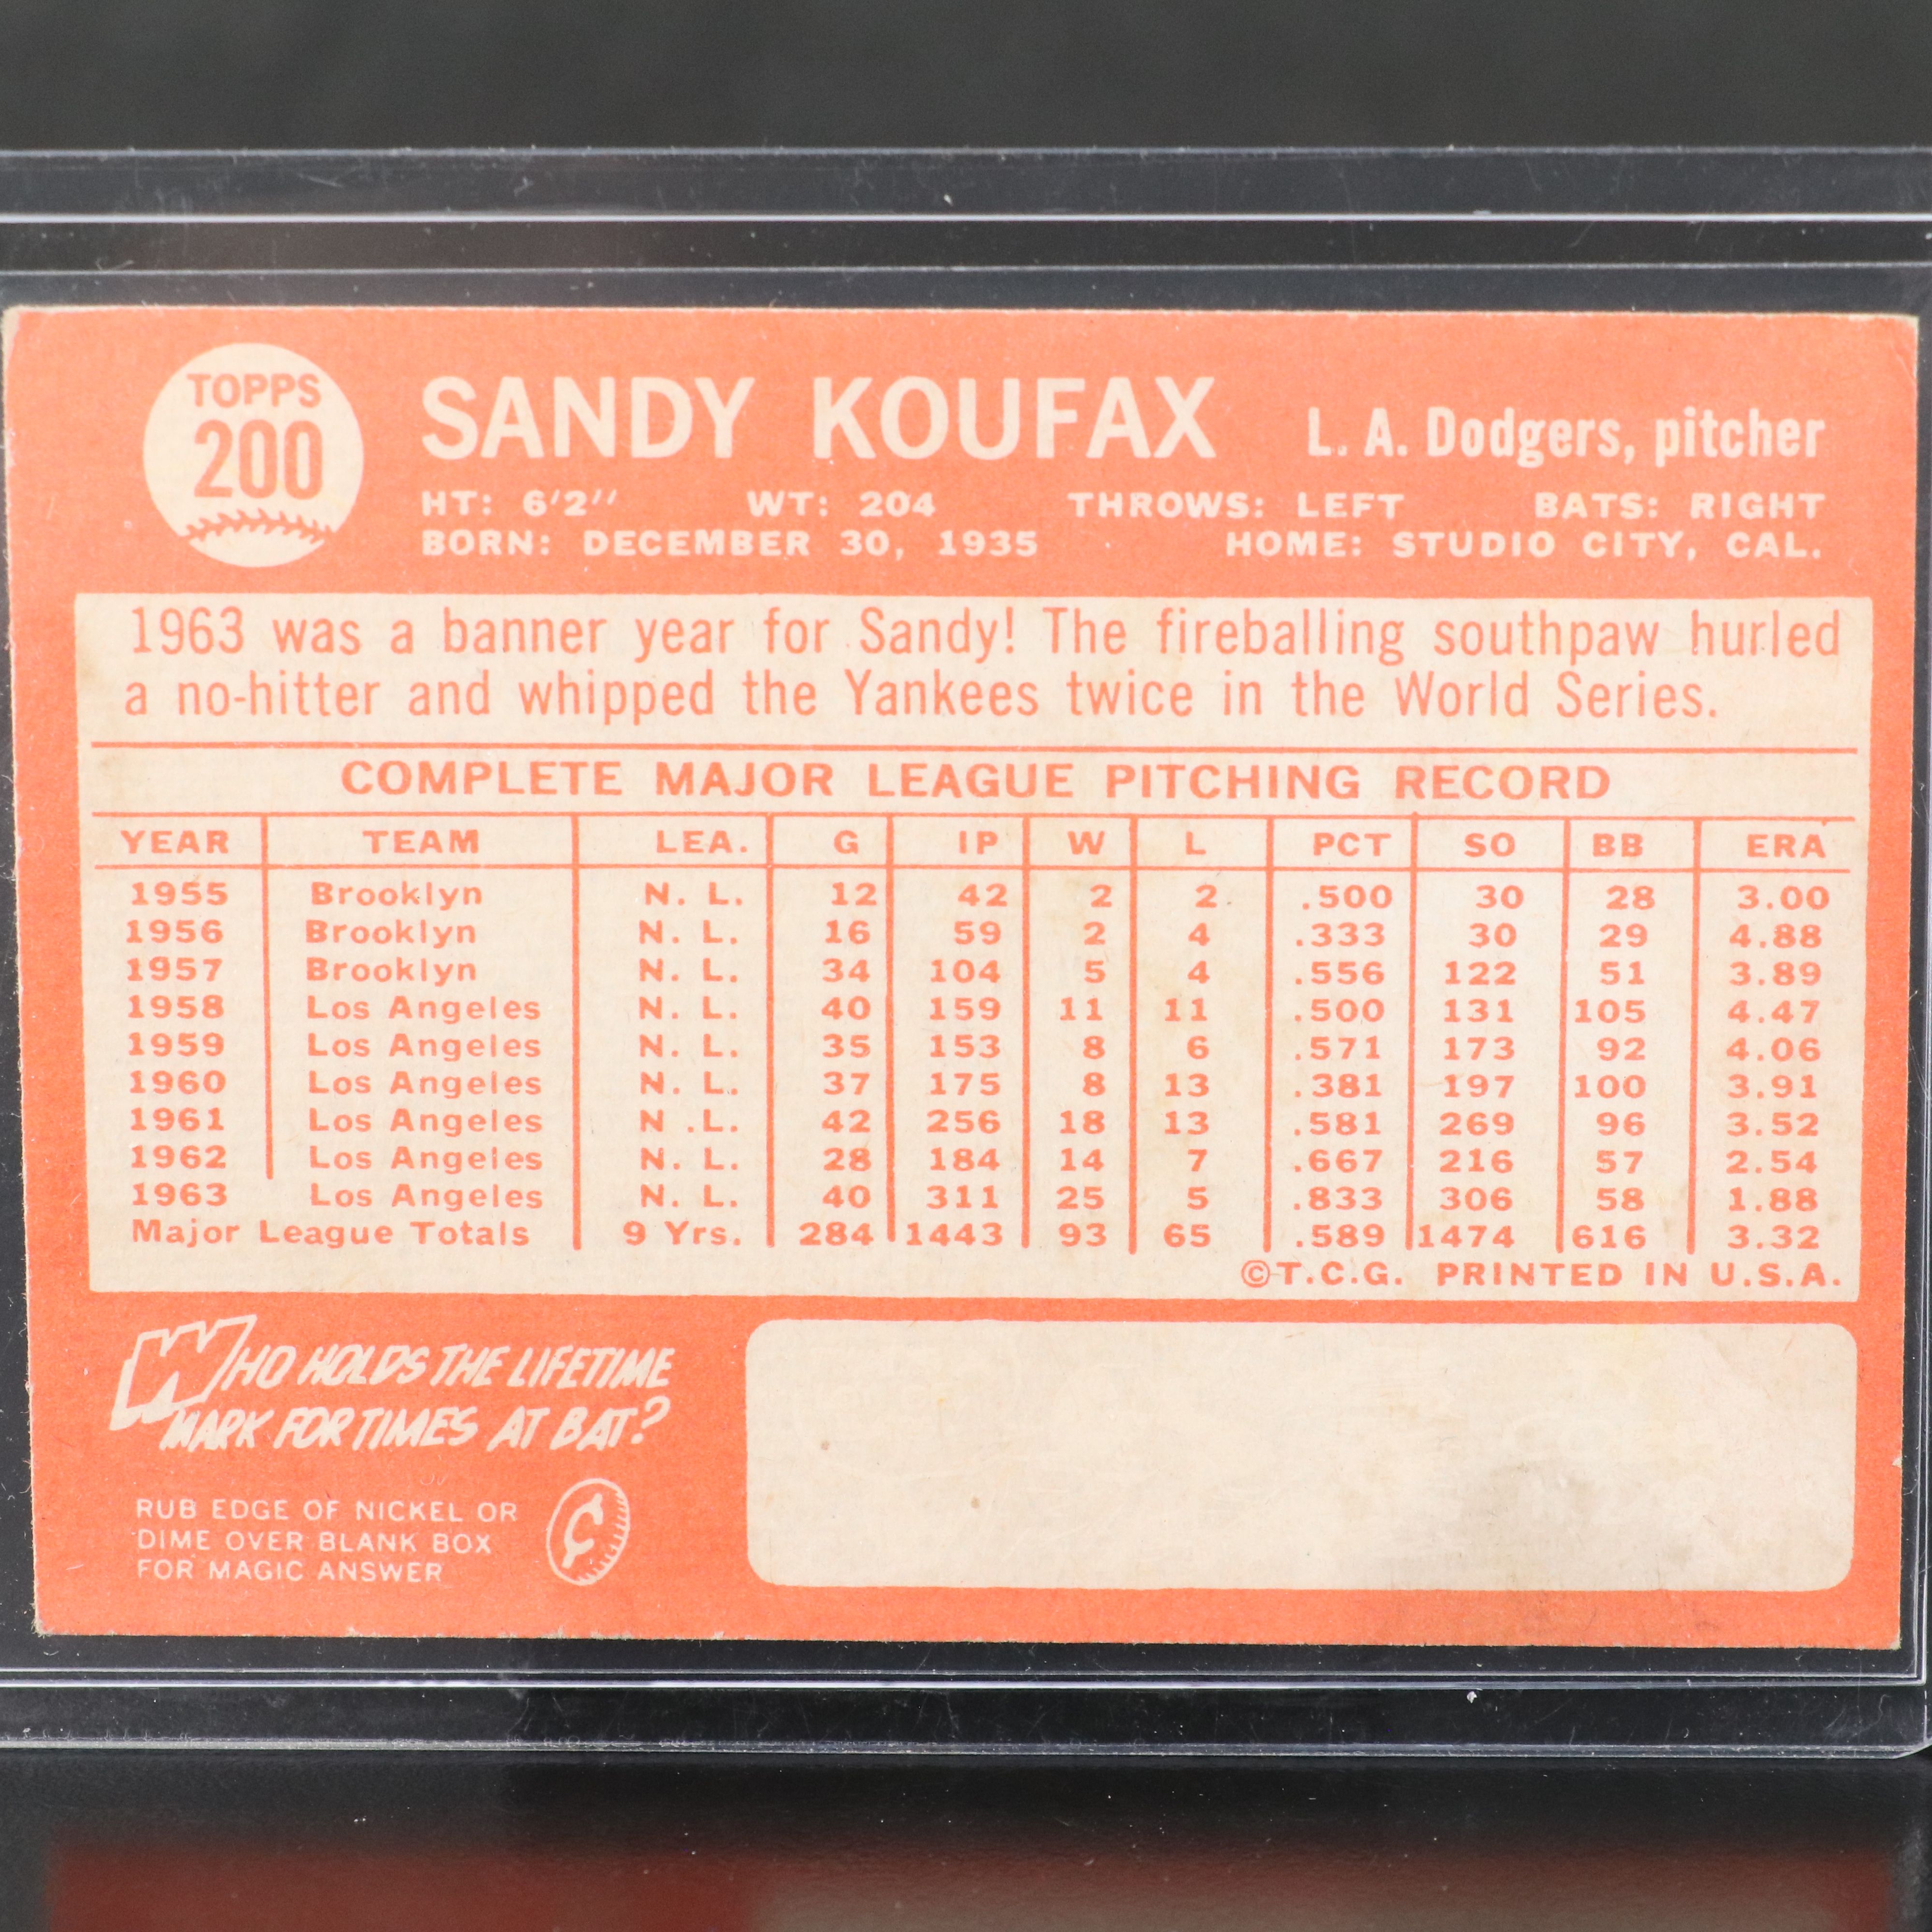 TOPPS
200
SANDY KOUFAX L. A. Dodgers, pitcher
HT: 6'2" WT: 204 THROWS: LEFT BATS: RIGHT
BORN: DECEMBER 30, 1935 HOME: STUDIO CITY, CAL.
1963 was a banner year for Sandy! The fireballing southpaw hurled
a no-hitter and whipped the Yankees twice in the World Series.
COMPLETE MAJOR LEAGUE PITCHING RECORD
YEAR TEAM LEA. G IP W L PCT SO BB ERA
1955 Brooklyn N. L. 12 42 2 2 .500 30 28 3.00
1956 Brooklyn N. L. 16 59 2 4 .333 30 29 4.88
1957 Brooklyn N. L. 34 104 5 4 .556 122 51 3.89
1958 Los Angeles N. L. 40 159 11 11 .500 131 105 4.47
1959 Los Angeles N. L. 35 153 8 6 .571 173 92 4.06
1960 Los Angeles N. L. 37 175 8 13 .381 197 100 3.91
1961 Los Angeles N .L. 42 256 18 13 .581 269 96 3.52
1962 Los Angeles N. L. 28 184 14 7 .667 216 57 2.54
1963 Los Angeles N. L. 40 311 25 5 .833 306 58 1.88
Major League Totals 9 Yrs. 284 1443 93 65 .589 1474 616 3.32
©T.C.G. PRINTED IN U.S.A.
WHO HOLDS THE LIFETIME
MARK FOR TIMES AT BAT?
RUB EDGE OF NICKEL OR
DIME OVER BLANK BOX
FOR MAGIC ANSWER
¢